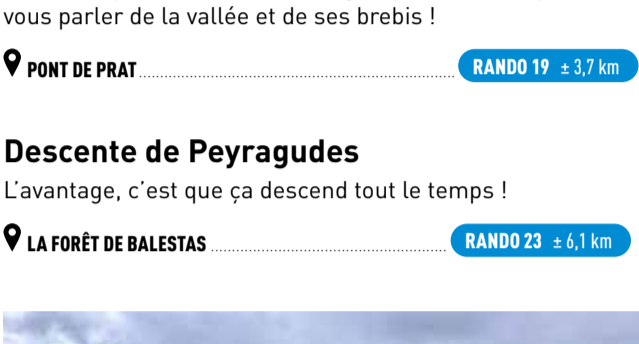 vous parler de la vallée et de ses brebis !
PONT DE PRAT RANDO 19 ± 3,7 km
Descente de Peyragudes
L'avantage, c'est que ça descend tout le temps !
LA FORÊT DE BALESTAS RANDO 23 ± 6,1 km